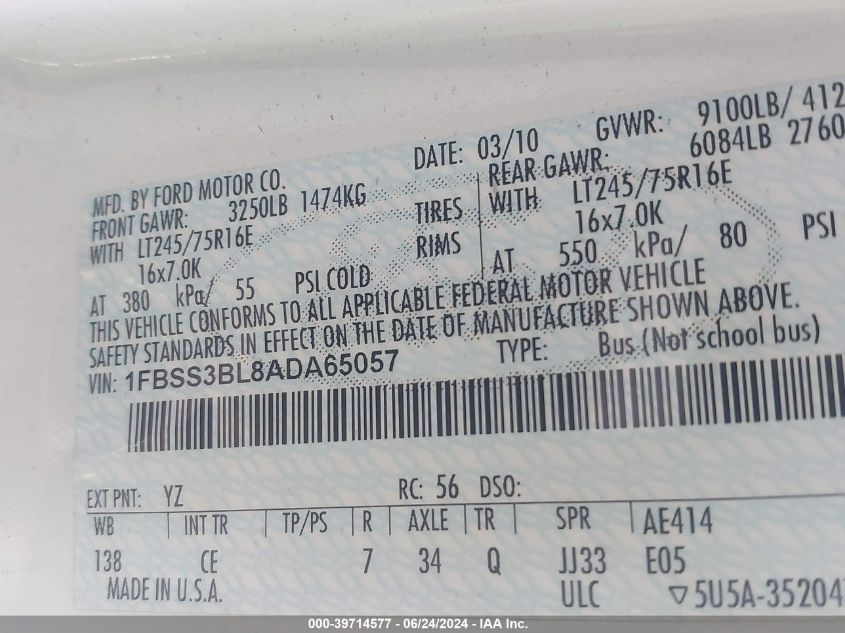 MFD. BY FORD MOTOR CO. DATE: 03/10 GVWR: 9100LB/ 412
FRONT GAWR: 3250LB 1474KG REAR GAWR: 6084LB 2760
WITH LT245/75R16E TIRES WITH LT245/75R16E
16x7.0K RIMS 16x7.0K
AT 380 kPa/ 55 PSI COLD AT 550 kPa/ 80 PSI
THIS VEHICLE CONFORMS TO ALL APPLICABLE FEDERAL MOTOR VEHICLE
SAFETY STANDARDS IN EFFECT ON THE DATE OF MANUFACTURE SHOWN ABOVE.
VIN: 1FBSS3BL8ADA65057 TYPE: Bus (Not school bus)
EXT PNT: YZ RC: 56 DSO:
WB INT TR TP/PS R AXLE TR SPR AE414
138 CE 7 34 Q JJ33 E05
MADE IN U.S.A. ULC ▽5U5A-35204
000-39714577 - 06/24/2024 - IAA Inc.